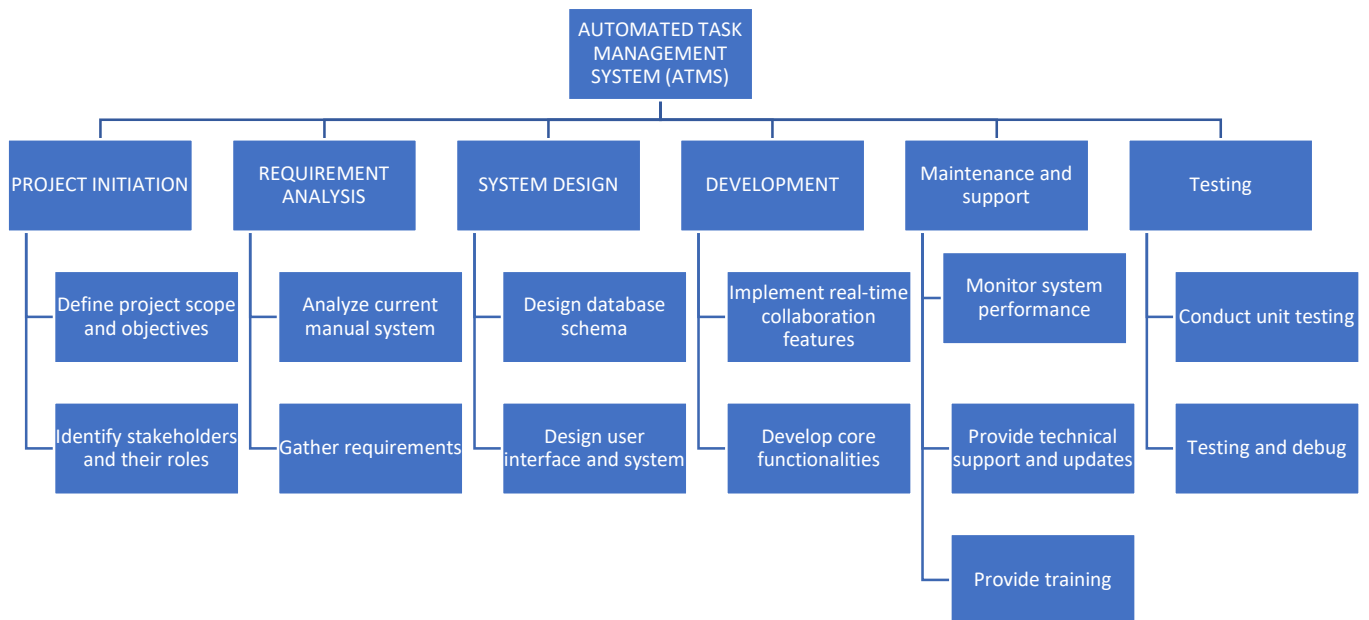 AUTOMATED TASK
MANAGEMENT
SYSTEM (ATMS)
PROJECT INITIATION
REQUIREMENT
ANALYSIS
SYSTEM DESIGN
DEVELOPMENT
Maintenance and
support
Testing
Define project scope
and objectives
Analyze current
manual system
Design database
schema
Implement real-time
collaboration
features
Monitor system
performance
Conduct unit testing
Identify stakeholders
and their roles
Gather requirements
Design user
interface and system
Develop core
functionalities
Provide technical
support and updates
Testing and debug
Provide training